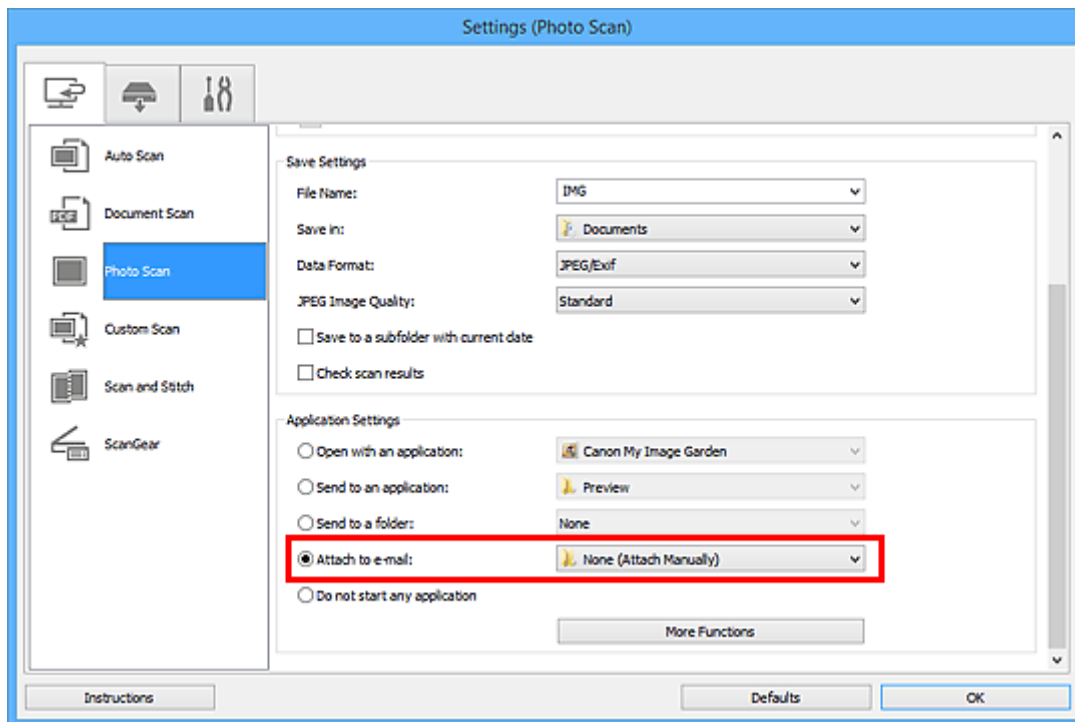 Settings (Photo Scan)
Auto Scan
PDF
Document Scan
Photo Scan
Custom Scan
Scan and Stitch
ScanGear
Save Settings
File Name: IMG
Save in: Documents
Data Format: JPEG/Exif
JPEG Image Quality: Standard
Save to a subfolder with current date
Check scan results
Application Settings
Open with an application: Canon My Image Garden
Send to an application: Preview
Send to a folder: None
Attach to e-mail: None (Attach Manually)
Do not start any application
More Functions
Instructions Defaults OK